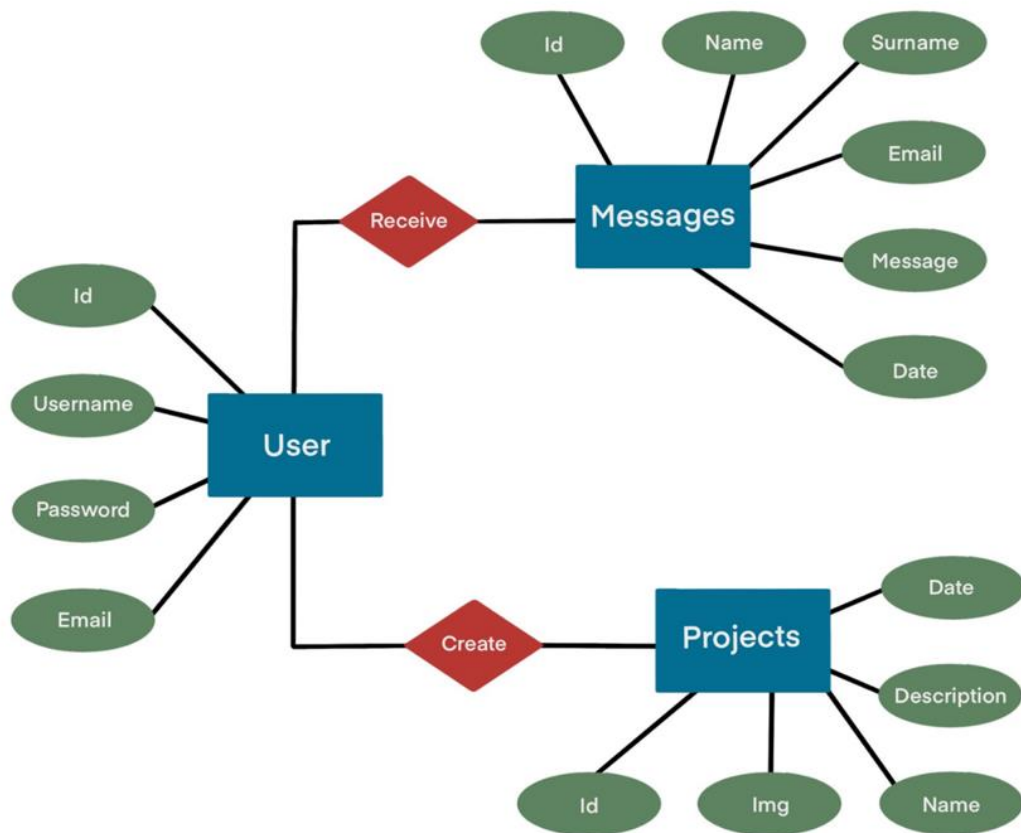 Id
Name
Surname
Email
Messages
Receive
Message
Id
Date
Username
User
Password
Date
Email
Create
Projects
Description
Id
Img
Name